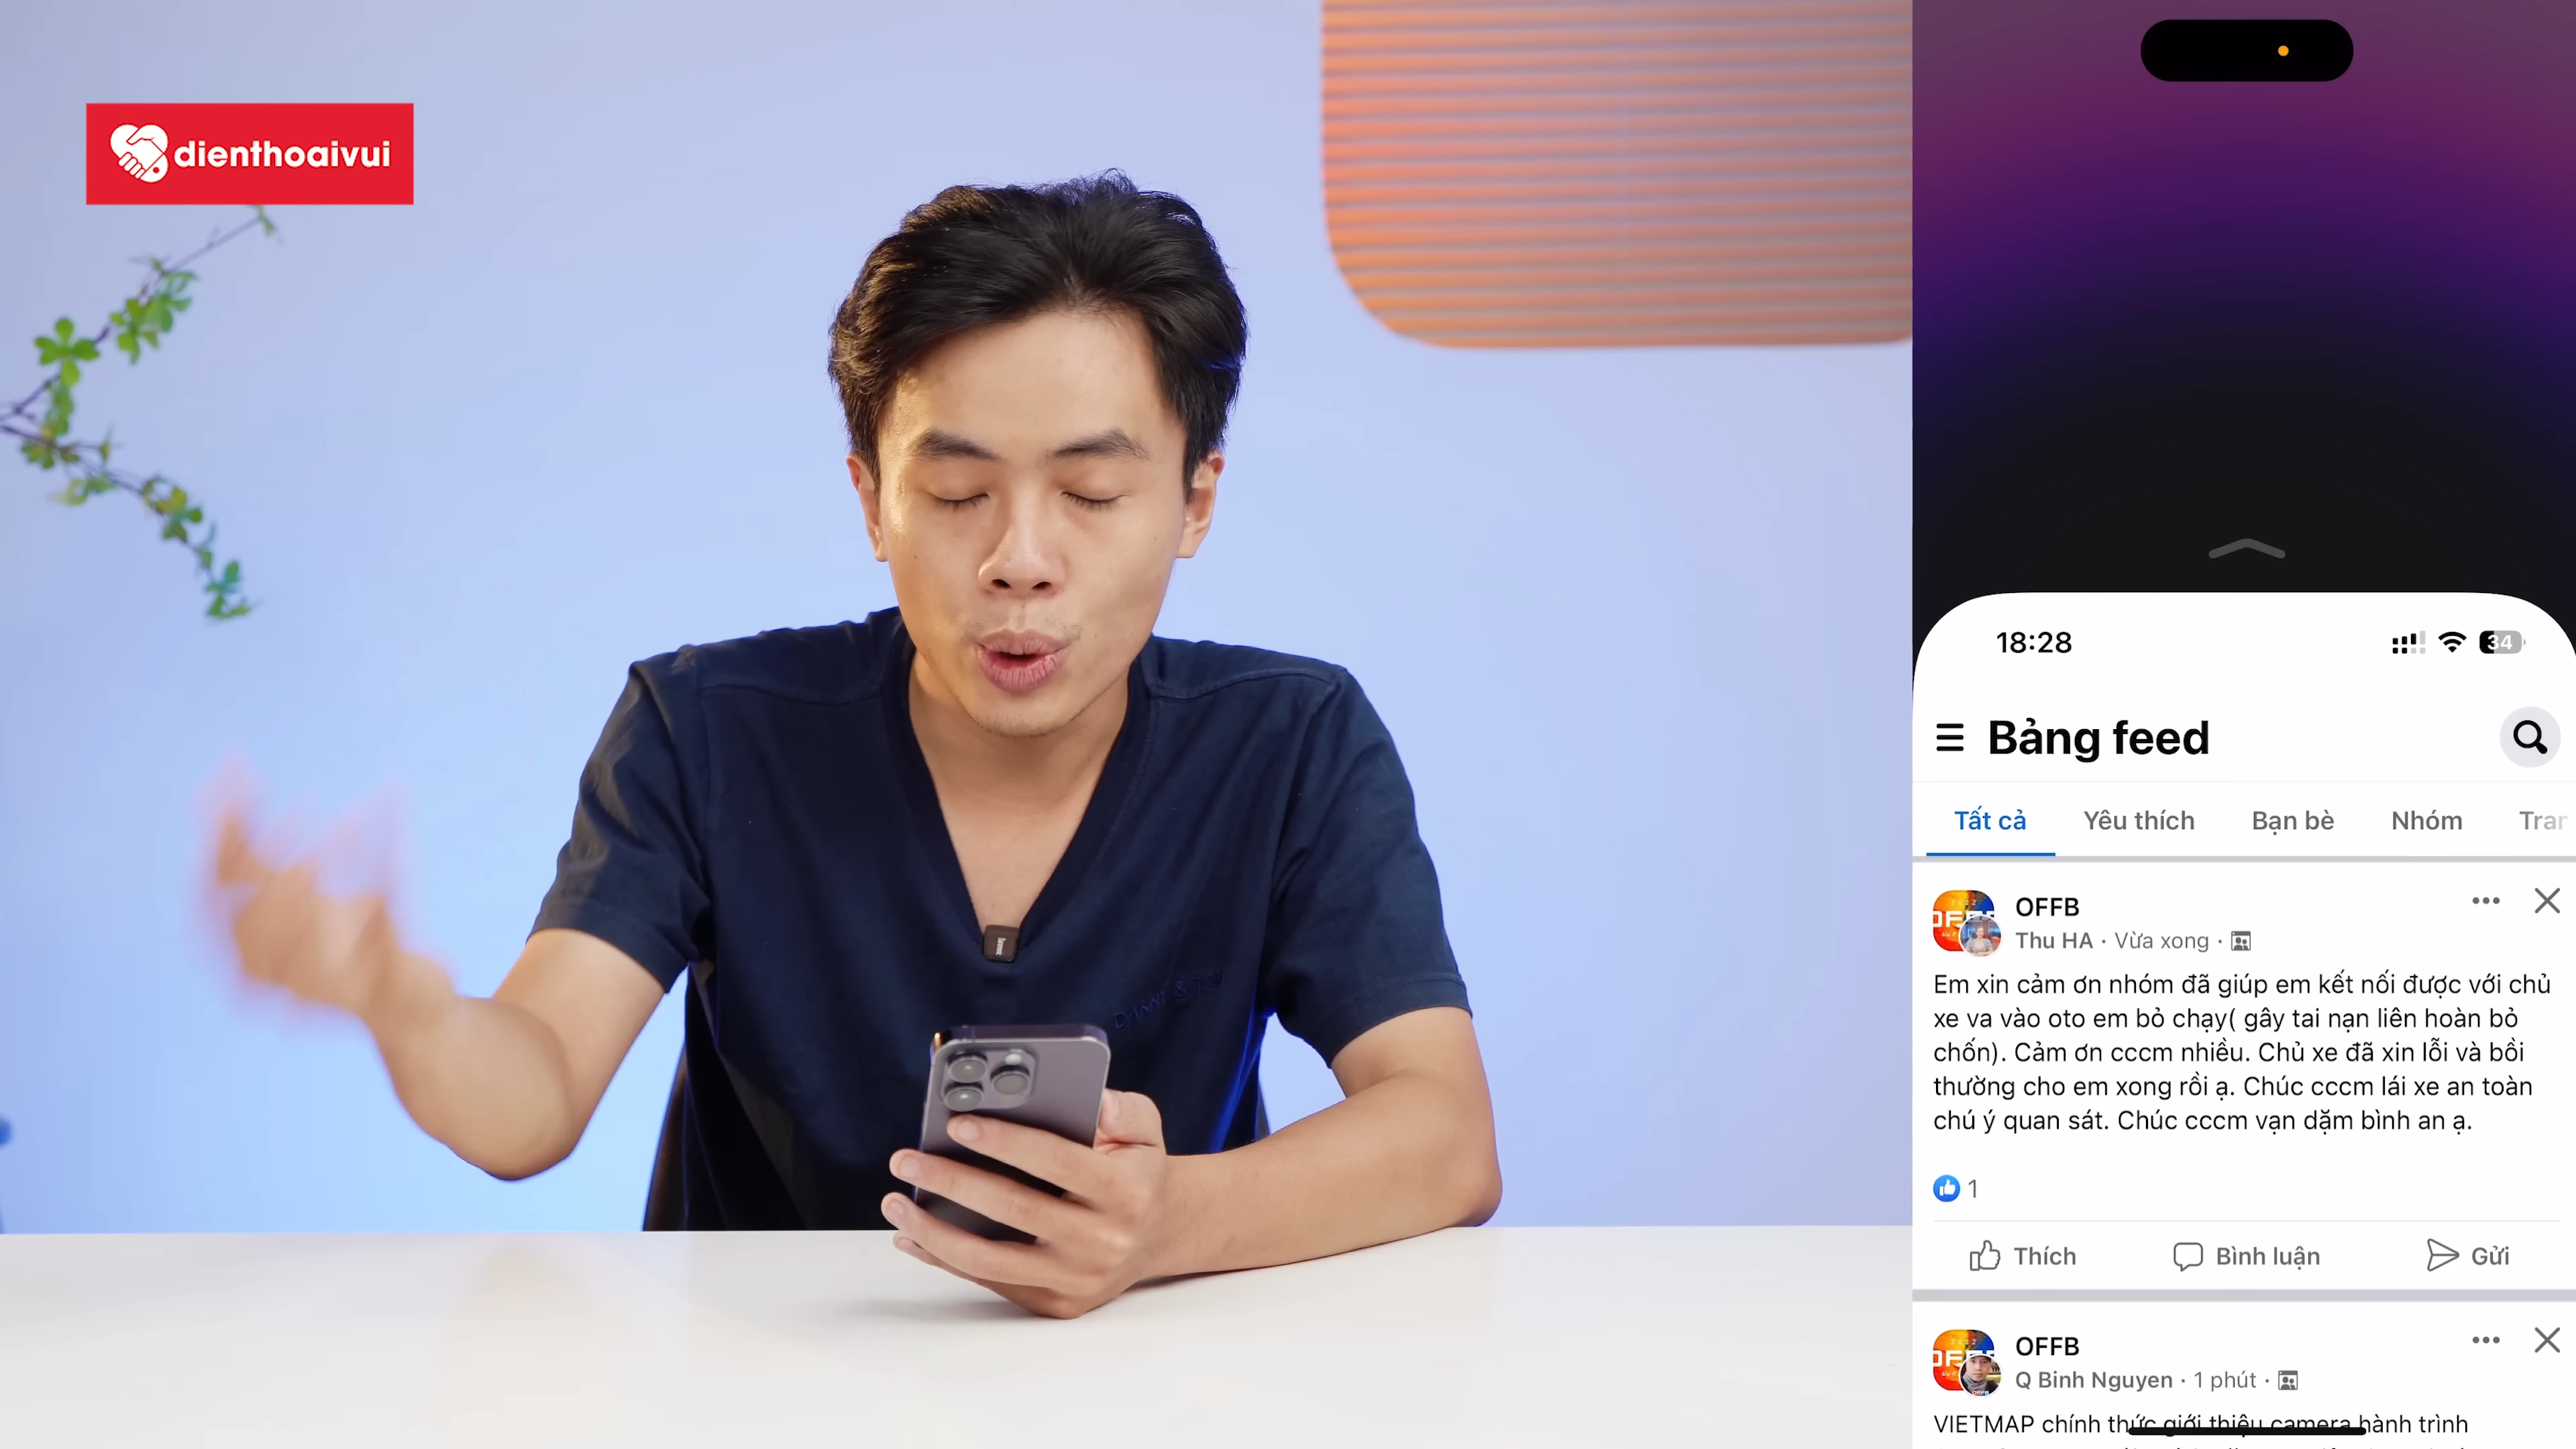 dienthoaivui
18:28
34
Bảng feed
Tất cả
Yêu thích
Bạn bè
Nhóm
OFFB
Thu HA · Vừa xong ·
Em xin cảm ơn nhóm đã giúp em kết nối được với chủ
xe va vào oto em bỏ chạy( gây tai nạn liên hoàn bỏ
chốn). Cảm ơn cccm nhiều. Chủ xe đã xin lỗi và bồi
thường cho em xong rồi ạ. Chúc cccm lái xe an toàn
chú ý quan sát. Chúc cccm vạn dặm bình an ạ.
1
Thích
Bình luận
Gửi
OFFB
Q Binh Nguyen · 1 phút ·
VIETMAP chính thức giới thiệu camera hành trình